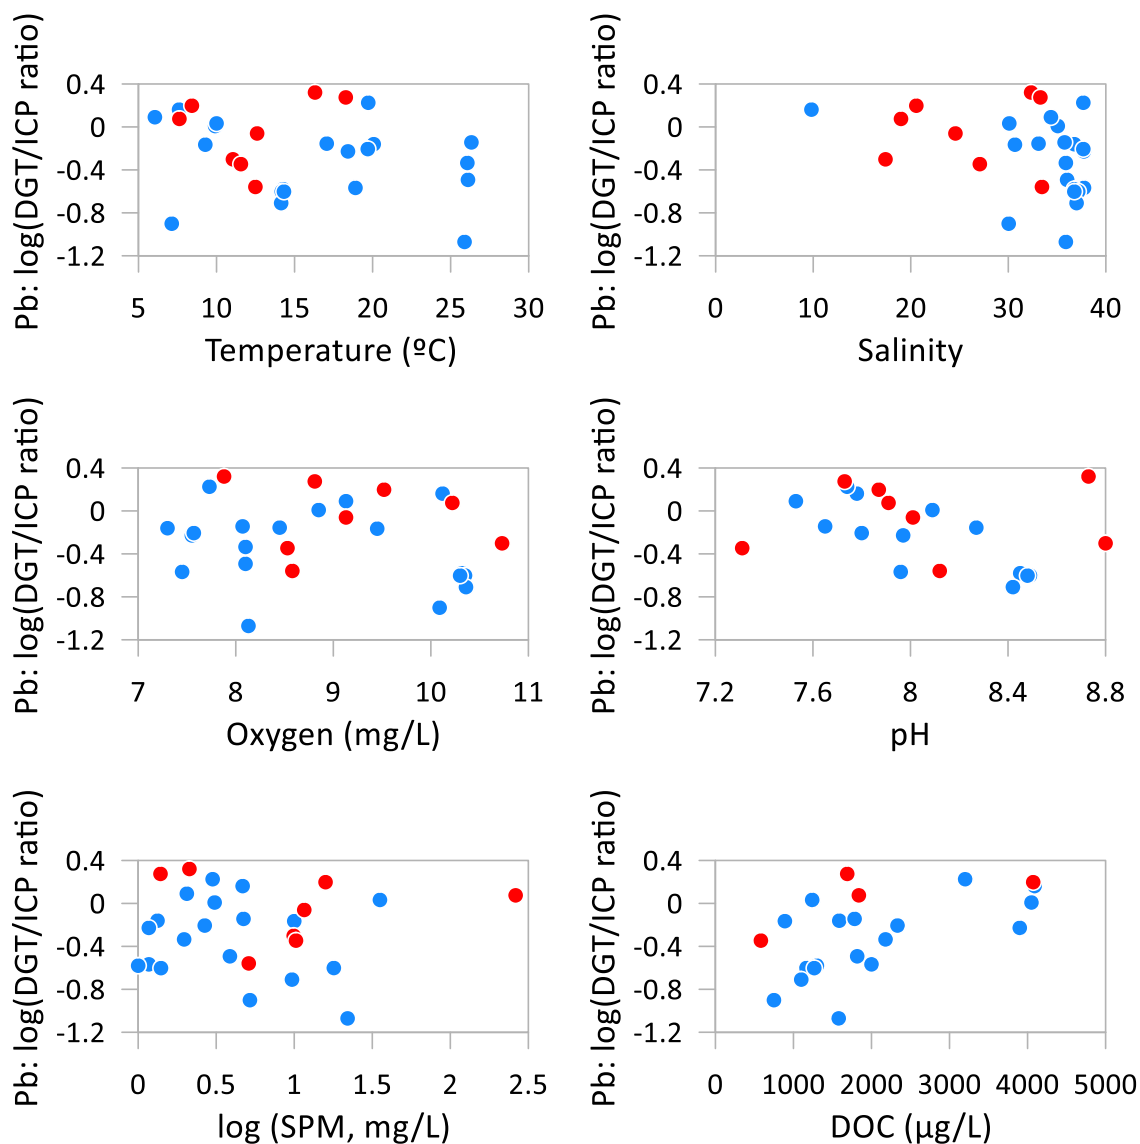 Pb: log(DGT/ICP ratio)
0.4
0
-0.4
-0.8
-1.2
5 10 15 20 25 30
Temperature (ºC)
Pb: log(DGT/ICP ratio)
0.4
0
-0.4
-0.8
-1.2
0 10 20 30 40
Salinity
Pb: log(DGT/ICP ratio)
0.4
0
-0.4
-0.8
-1.2
7 8 9 10 11
Oxygen (mg/L)
Pb: log(DGT/ICP ratio)
0.4
0
-0.4
-0.8
-1.2
7.2 7.6 8 8.4 8.8
pH
Pb: log(DGT/ICP ratio)
0.4
0
-0.4
-0.8
-1.2
0 0.5 1 1.5 2 2.5
log (SPM, mg/L)
Pb: log(DGT/ICP ratio)
0.4
0
-0.4
-0.8
-1.2
0 1000 2000 3000 4000 5000
DOC (µg/L)